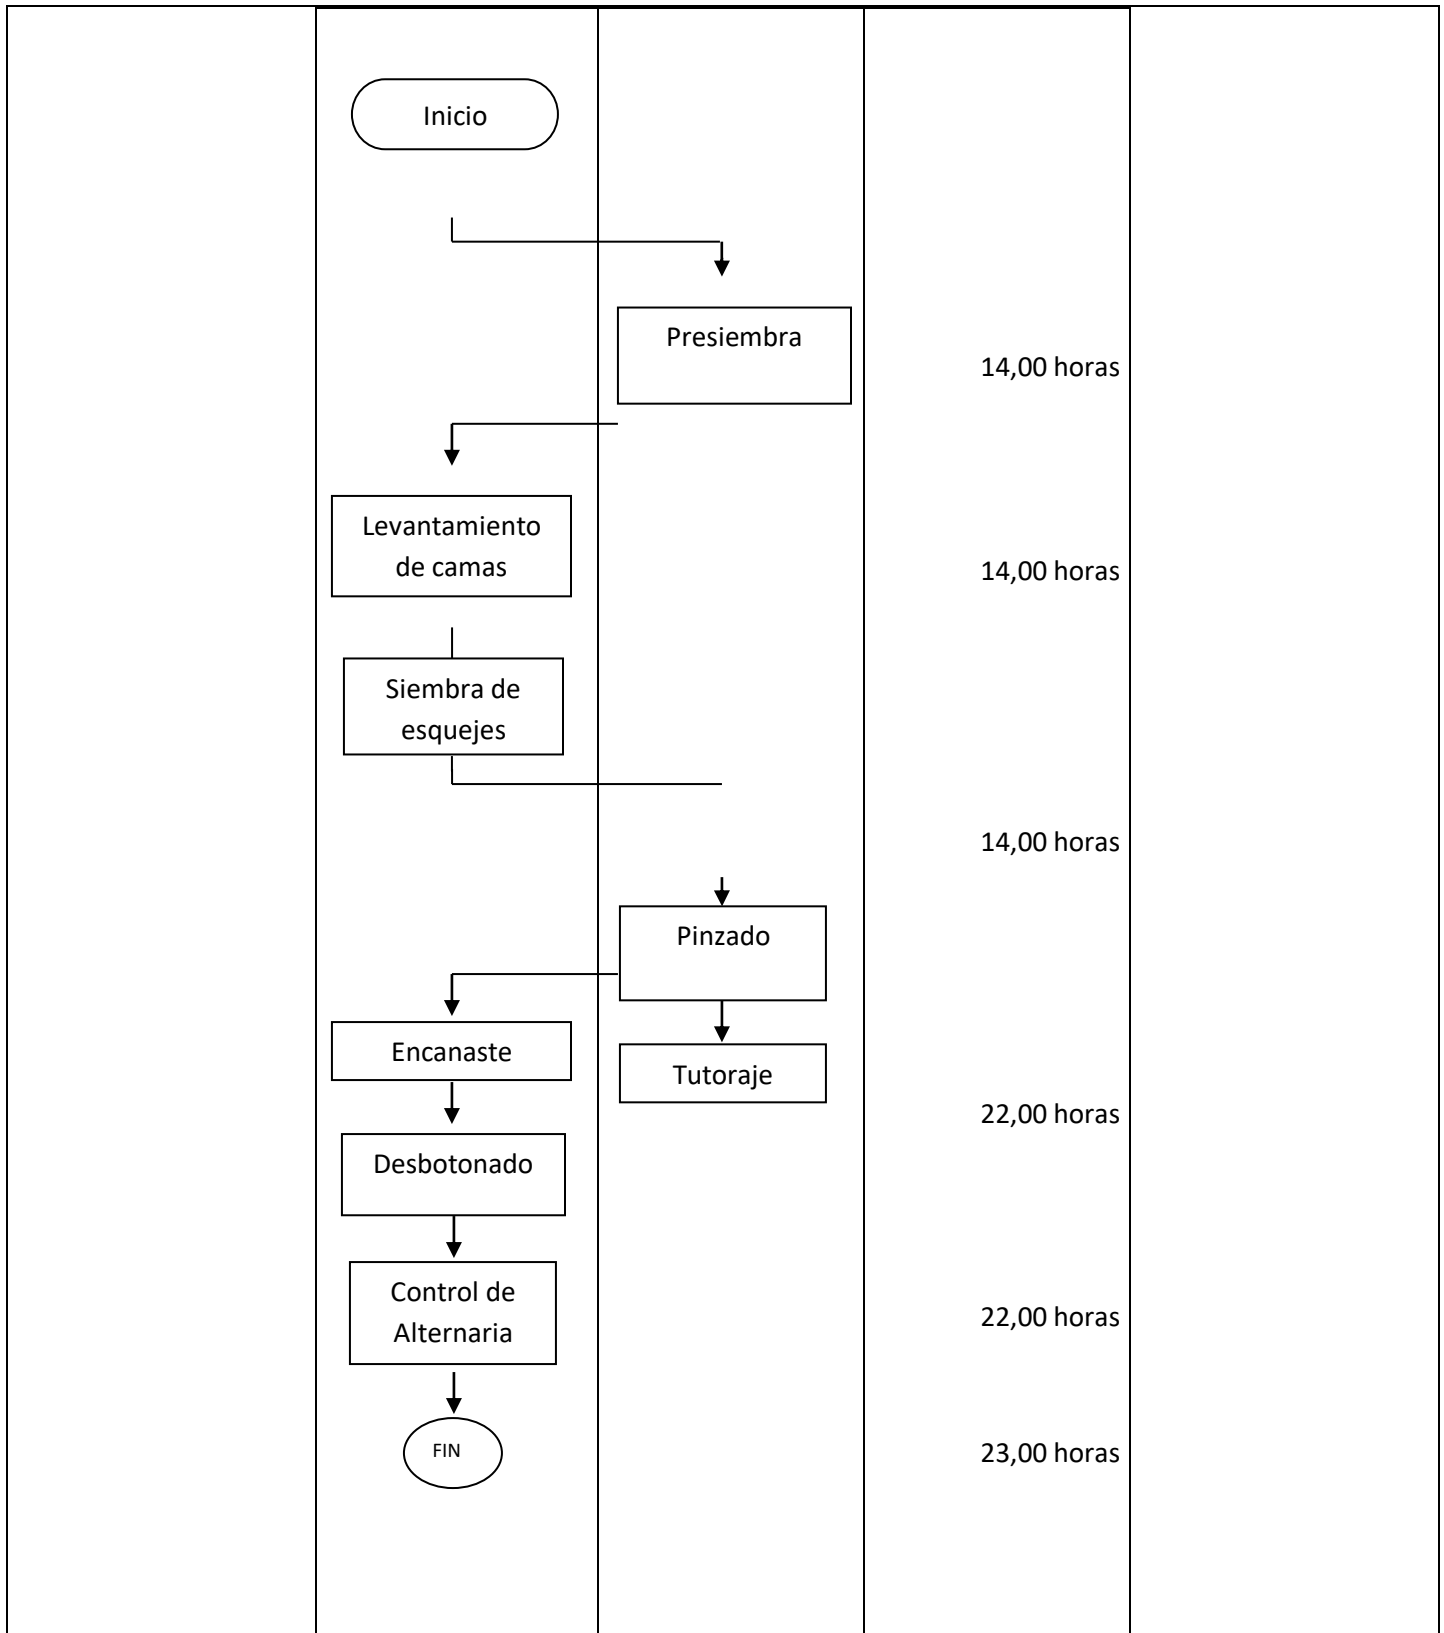 Inicio
Presiembra
14,00 horas
Levantamiento
de camas
14,00 horas
Siembra de
esquejes
14,00 horas
Pinzado
Encanaste
Tutoraje
22,00 horas
Desbotonado
Control de
Alternaria
22,00 horas
FIN
23,00 horas